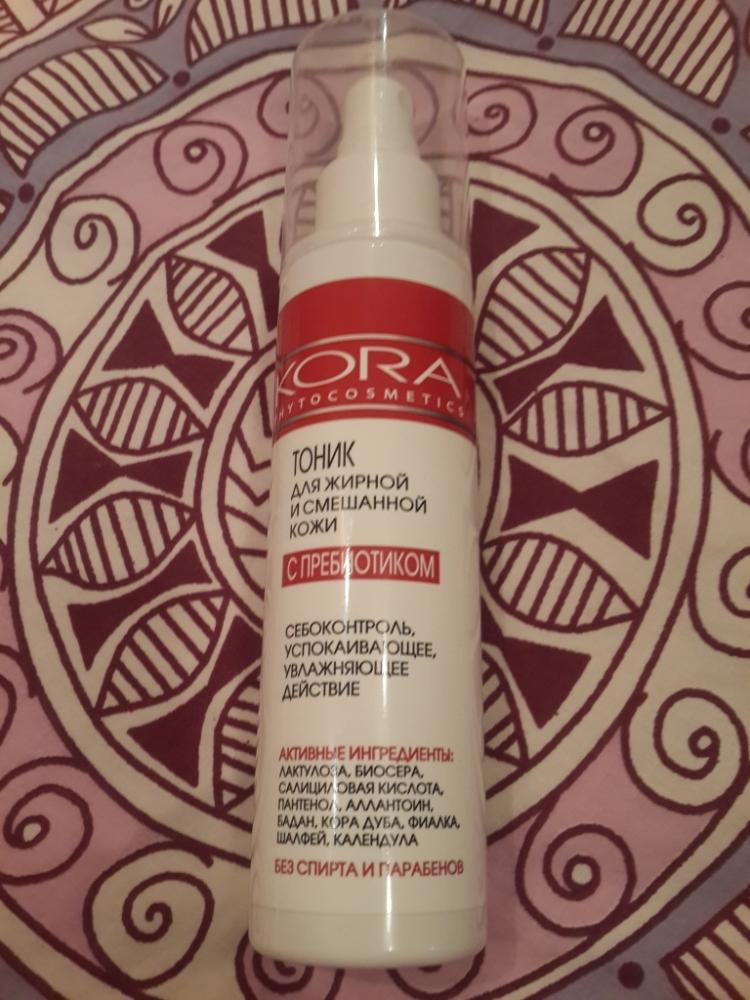 KORA
PHYTOCOSMETICS
ТОНИК
ДЛЯ ЖИРНОЙ
И СМЕШАННОЙ
КОЖИ
С ПРЕБИОТИКОМ
СЕБОКОНТРОЛЬ,
УСПОКАИВАЮЩЕЕ,
УВЛАЖНЯЮЩЕЕ
ДЕЙСТВИЕ
АКТИВНЫЕ ИНГРЕДИЕНТЫ:
ЛАКТУЛОЗА, БИОСЕРА,
САЛИЦИЛОВАЯ КИСЛОТА,
ПАНТЕНОЛ, АЛЛАНТОИН,
БАДАН, КОРА ДУБА, ФИАЛКА,
ШАЛФЕЙ, КАЛЕНДУЛА
БЕЗ СПИРТА И ПАРАБЕНОВ